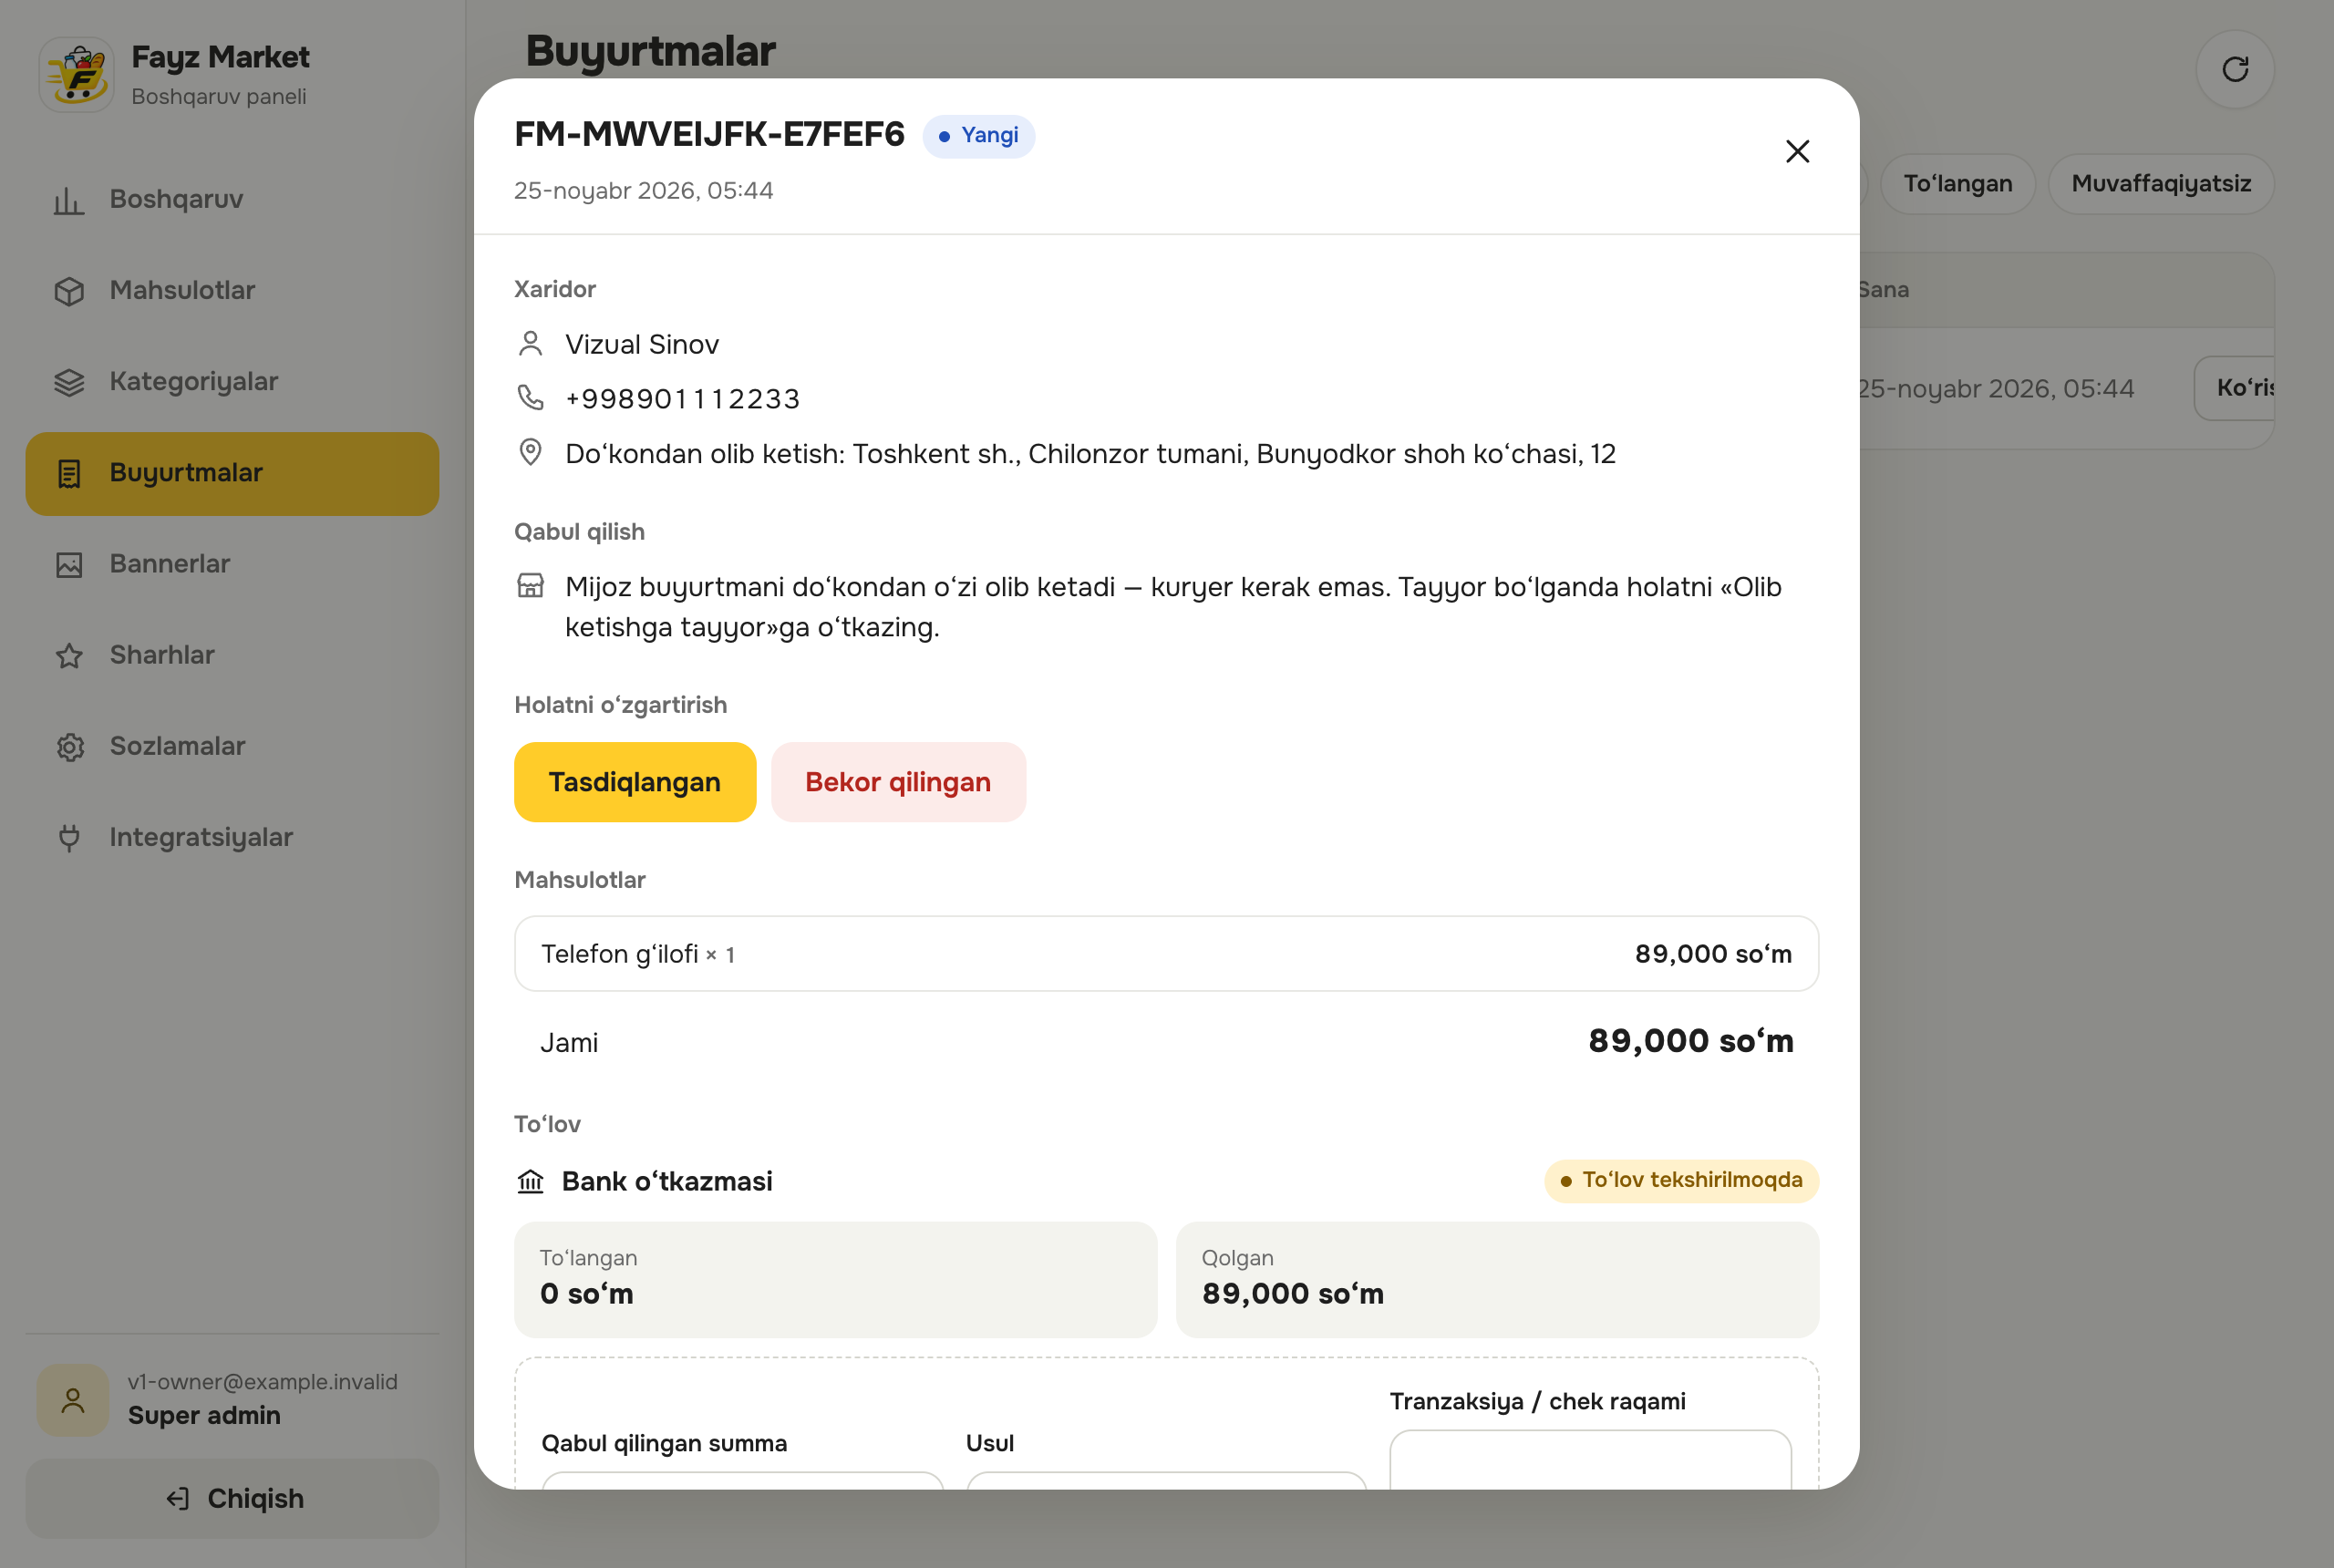 Fayz Market
Boshqaruv paneli
Boshqaruv
Mahsulotlar
Kategoriyalar
Buyurtmalar
Bannerlar
Sharhlar
Sozlamalar
Integratsiyalar
v1-owner@example.invalid
Super admin
Chiqish
Buyurtmalar
To‘langan
Muvaffaqiyatsiz
Sana
25-noyabr 2026, 05:44
FM-MWVEIJFK-E7FEF6
Yangi
25-noyabr 2026, 05:44
Xaridor
Vizual Sinov
+998901112233
Do‘kondan olib ketish: Toshkent sh., Chilonzor tumani, Bunyodkor shoh ko‘chasi, 12
Qabul qilish
Mijoz buyurtmani do‘kondan o‘zi olib ketadi — kuryer kerak emas. Tayyor bo‘lganda holatni «Olib
ketishga tayyor»ga o‘tkazing.
Holatni o‘zgartirish
Tasdiqlangan
Bekor qilingan
Mahsulotlar
Telefon g‘ilofi × 1
89,000 so‘m
Jami
89,000 so‘m
To‘lov
Bank o‘tkazmasi
To‘lov tekshirilmoqda
To‘langan
0 so‘m
Qolgan
89,000 so‘m
Qabul qilingan summa
Usul
Tranzaksiya / chek raqami